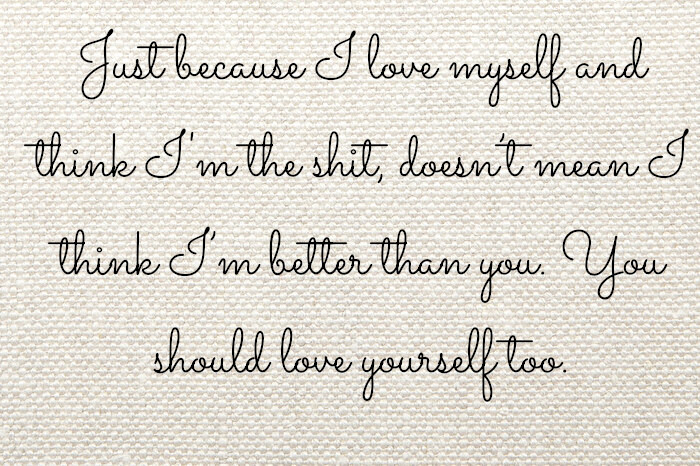 Just because I love myself and
think I'm the shit, doesn't mean I
think I'm better than you. You
should love yourself too.